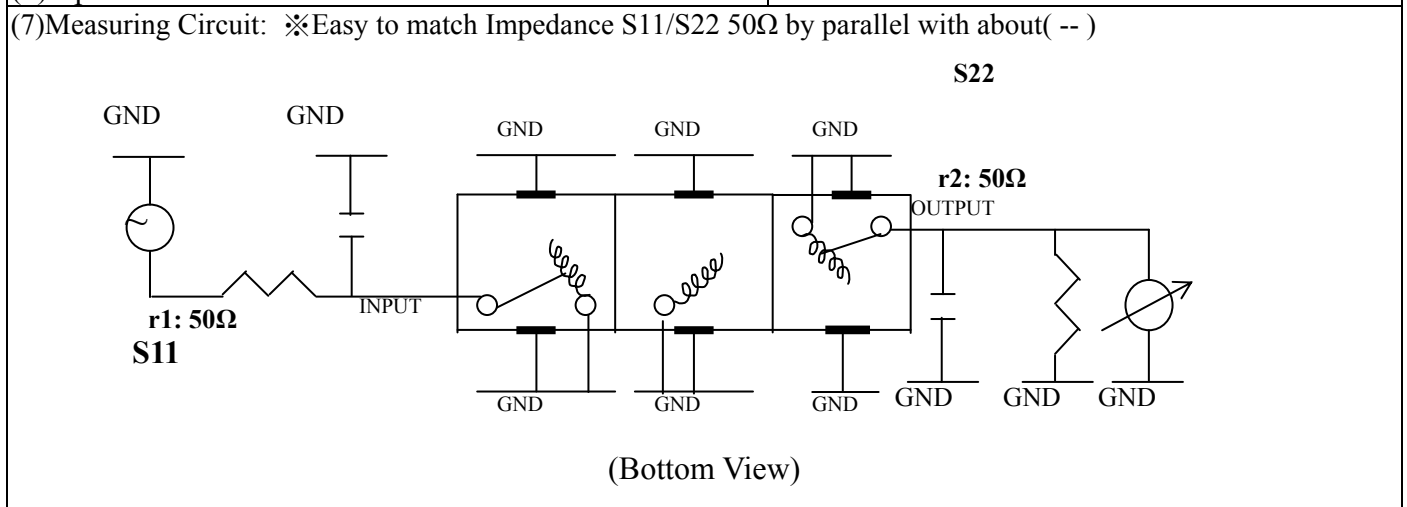 (7)Measuring Circuit: ※Easy to match Impedance S11/S22 50Ω by parallel with about( -- )
S22
GND GND GND GND GND
r2: 50Ω
OUTPUT
INPUT
r1: 50Ω
S11
GND GND GND GND GND GND
(Bottom View)